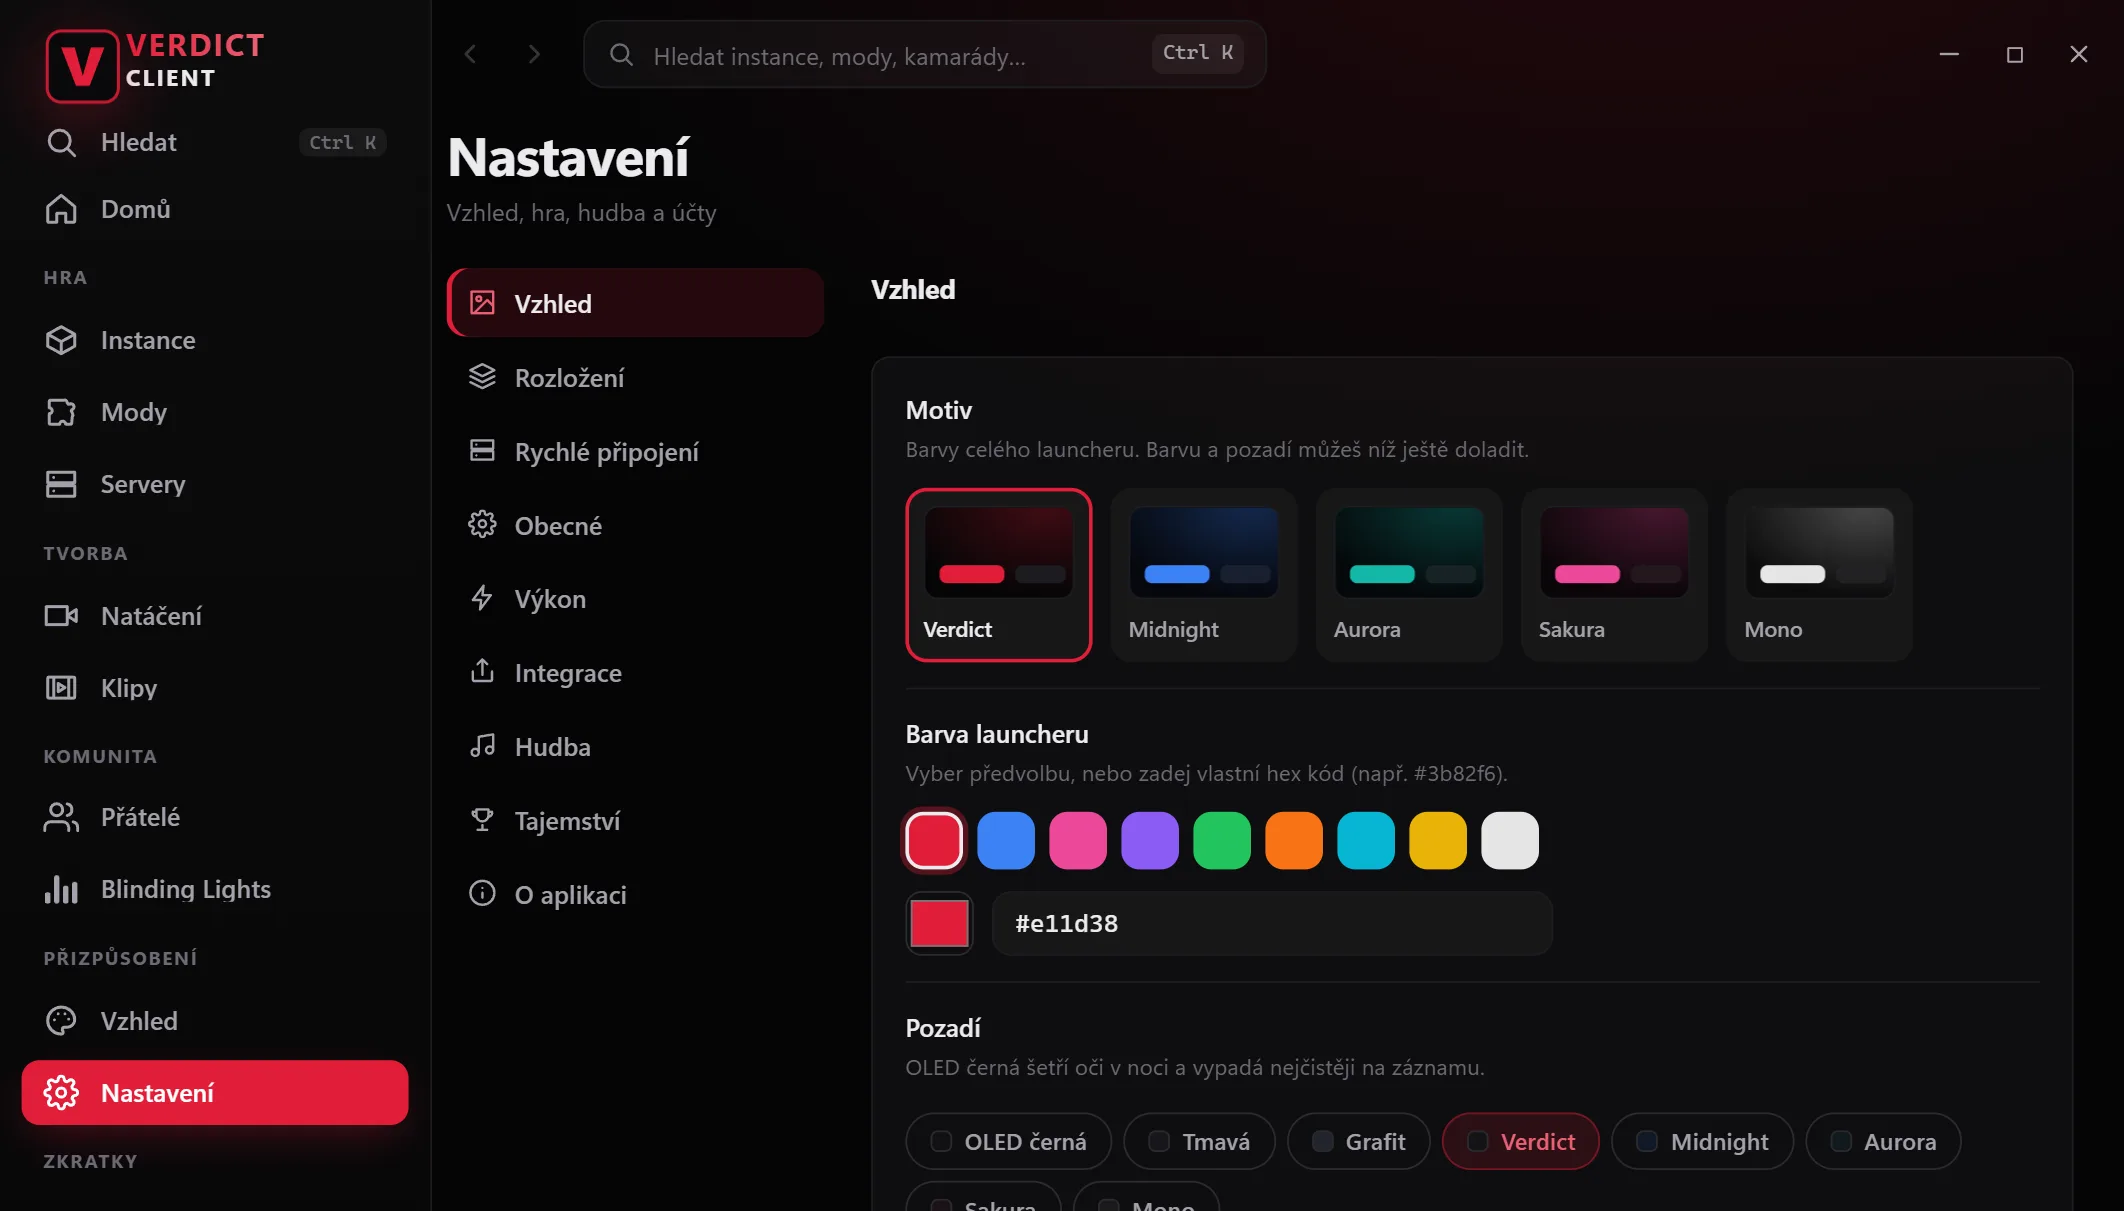 VERDICT
CLIENT
Hledat Ctrl K
Domů
HRA
Instance
Mody
Servery
TVORBA
Natáčení
Klipy
KOMUNITA
Přátelé
Blinding Lights
PŘIZPŮSOBENÍ
Vzhled
Nastavení
ZKRATKY
Hledat instance, mody, kamarády... Ctrl K
Nastavení
Vzhled, hra, hudba a účty
Vzhled
Rozložení
Rychlé připojení
Obecné
Výkon
Integrace
Hudba
Tajemství
O aplikaci
Vzhled
Motiv
Barvy celého launcheru. Barvu a pozadí můžeš níž ještě doladit.
Verdict Midnight Aurora Sakura Mono
Barva launcheru
Vyber předvolbu, nebo zadej vlastní hex kód (např. #3b82f6).
#e11d38
Pozadí
OLED černá šetří oči v noci a vypadá nejčistěji na záznamu.
OLED černá Tmavá Grafit Verdict Midnight Aurora
Sakura Mono